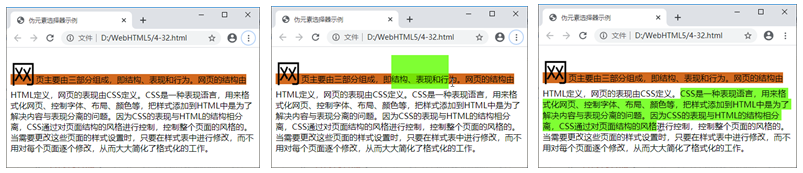 伪元素选择器示例
文件 | D:/WebHTML5/4-32.html
网页主要由三部分组成，即结构、表现和行为。网页的结构由
HTML定义，网页的表现由CSS定义。CSS是一种表现语言，用来格
式化网页、控制字体、布局、颜色等，把样式添加到HTML中是为了
解决内容与表现分离的问题。因为CSS的表现与HTML的结构相分
离，CSS通过对页面结构的风格进行控制，控制整个页面的风格的。
当需要更改这些页面的样式设置时，只要在样式表中进行修改，而不
用对每个页面逐个修改，从而大大简化了格式化的工作。
伪元素选择器示例
文件 | D:/WebHTML5/4-32.html
网页主要由三部分组成，即结构、表现和行为。网页的结构由
HTML定义，网页的表现由CSS定义。CSS是一种表现语言，用来格
式化网页、控制字体、布局、颜色等，把样式添加到HTML中是为了
解决内容与表现分离的问题。因为CSS的表现与HTML的结构相分
离，CSS通过对页面结构的风格进行控制，控制整个页面的风格的。
当需要更改这些页面的样式设置时，只要在样式表中进行修改，而不
用对每个页面逐个修改，从而大大简化了格式化的工作。
伪元素选择器示例
文件 | D:/WebHTML5/4-32.html
网页主要由三部分组成，即结构、表现和行为。网页的结构由
HTML定义，网页的表现由CSS定义。CSS是一种表现语言，用来格
式化网页、控制字体、布局、颜色等，把样式添加到HTML中是为了
解决内容与表现分离的问题。因为CSS的表现与HTML的结构相分
离，CSS通过对页面结构的风格进行控制，控制整个页面的风格的。
当需要更改这些页面的样式设置时，只要在样式表中进行修改，而不
用对每个页面逐个修改，从而大大简化了格式化的工作。